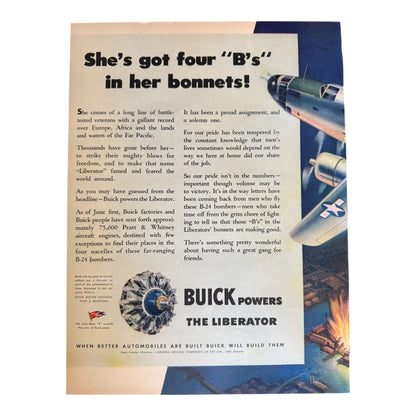 She's got four "B's"
in her bonnets!
She comes of a long line of battle-
tested veterans with a gallant record
over Europe, Africa and the lands
and waters of the Far Pacific.
Thousands have gone before her—
to strike their mighty blows for
freedom, and to make that name
"Liberator" famed and feared the
world around.
As you may have guessed from the
headline—Buick powers the Liberator.
As of June first, Buick factories and
Buick people have sent forth approxi-
mately 75,000 Pratt & Whitney
aircraft engines, destined with few
exceptions to find their places in the
four nacelles of these far-ranging
B-24 bombers.
It has been a proud assignment, and
a solemn one.
For our pride has been tempered by
the constant knowledge that men's
lives sometimes would depend on the
way we here at home did our share
of the job.
So our pride isn't in the numbers—
important though volume may be
to victory. It's in the way letters have
been coming back from men who fly
these B-24 bombers—men who take
time off from the grim chore of fight-
ing to tell us that those "B's" in the
Liberators' bonnets are making good.
There's something pretty wonderful
about having such a great gang for
friends.
BUICK POWERS
THE LIBERATOR
WHEN BETTER AUTOMOBILES ARE BUILT BUICK WILL BUILD THEM